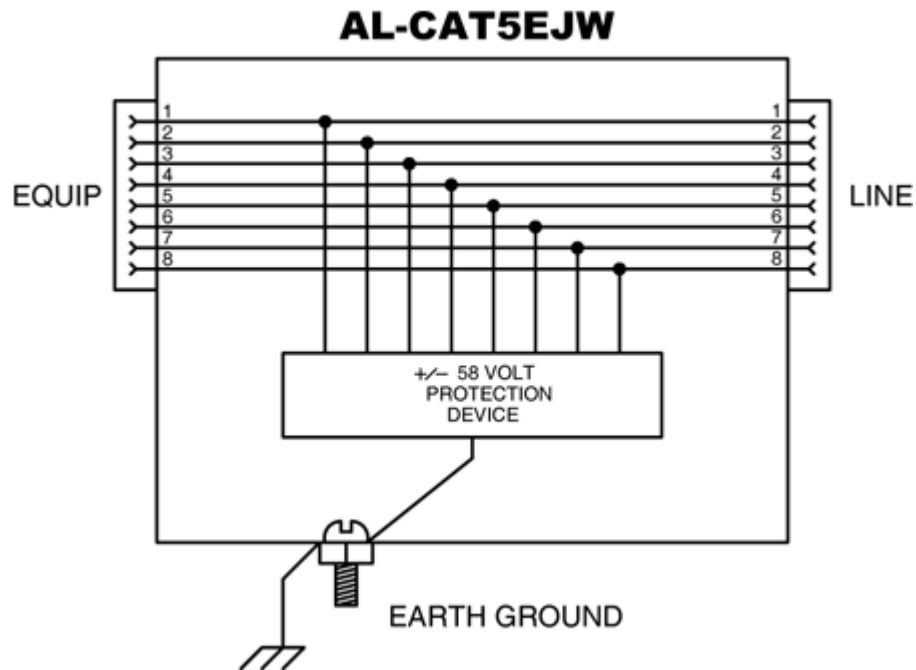 AL-CAT5EJW
1 1
2 2
3 3
4 4
5 5
6 6
7 7
8 8
EQUIP
LINE
+/− 58 VOLT
PROTECTION
DEVICE
EARTH GROUND